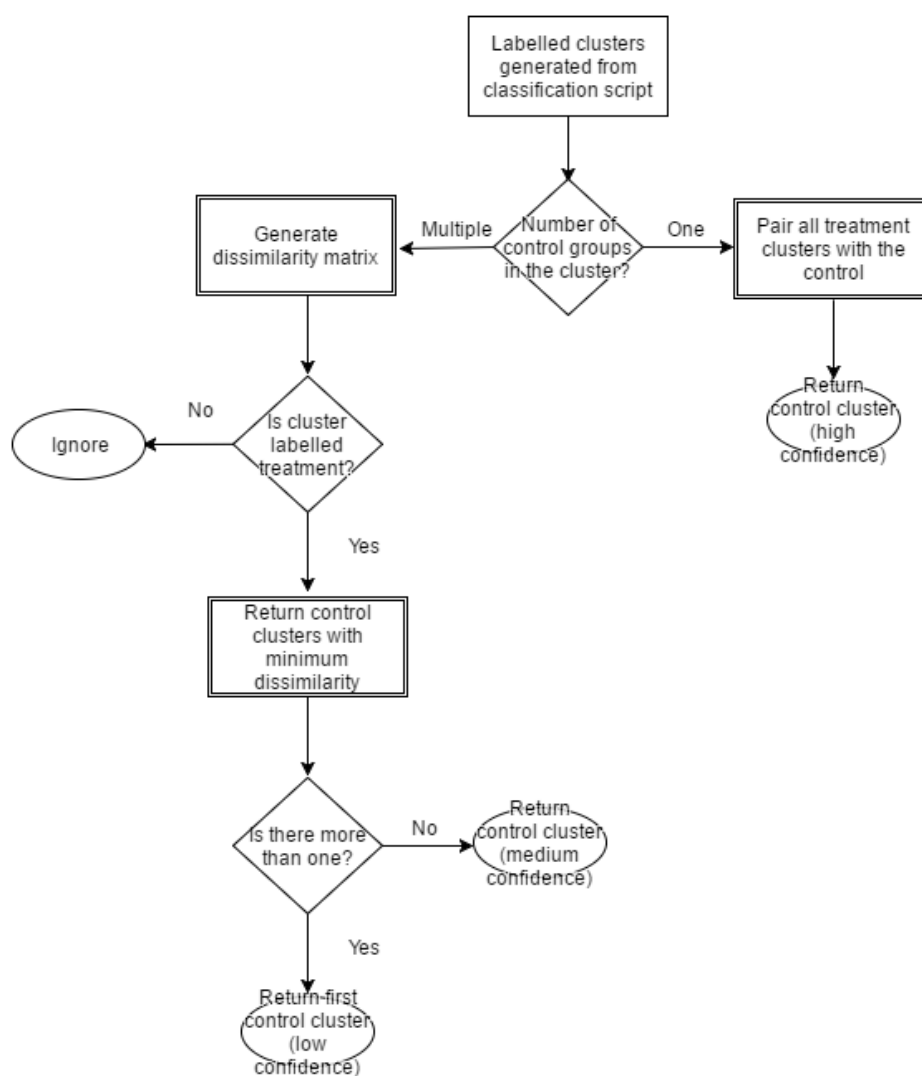 Labelled clusters
generated from
classification script
Multiple
Number of
control groups
in the cluster?
One
Generate
dissimilarity matrix
Pair all treatment
clusters with the
control
Return
control cluster
(high
confidence)
No
Is cluster
labelled
treatment?
Ignore
Yes
Return control
clusters with
minimum
dissimilarity
Is there more
than one?
No
Return
control cluster
(medium
confidence)
Yes
Return first
control cluster
(low
confidence)